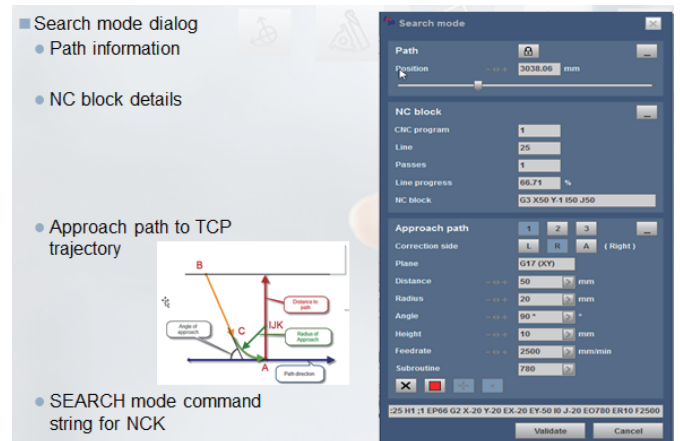 Search mode dialog
Path information
NC block details
Approach path to TCP
trajectory
B
C
IJK
A
Distance to
path
Radius of
Approach
Angle of
approach
Path direction
SEARCH mode command
string for NCK
Search mode
Path
Position 3038.06 mm
NC block
CNC program 1
Line 25
Passes 1
Line progress 66.71 %
NC block G3 X50 Y-1 I50 J50
Approach path 1 2 3
Correction side L R A ( Right )
Plane G17 (XY)
Distance 50 mm
Radius 20 mm
Angle 90 ° °
Height 10 mm
Feedrate 2500 mm/min
Subroutine 780
:25 H1 ;1 EP66 G2 X-20 Y-20 EX-20 EY-50 I0 J-20 EO780 ER10 F2500
Validate Cancel